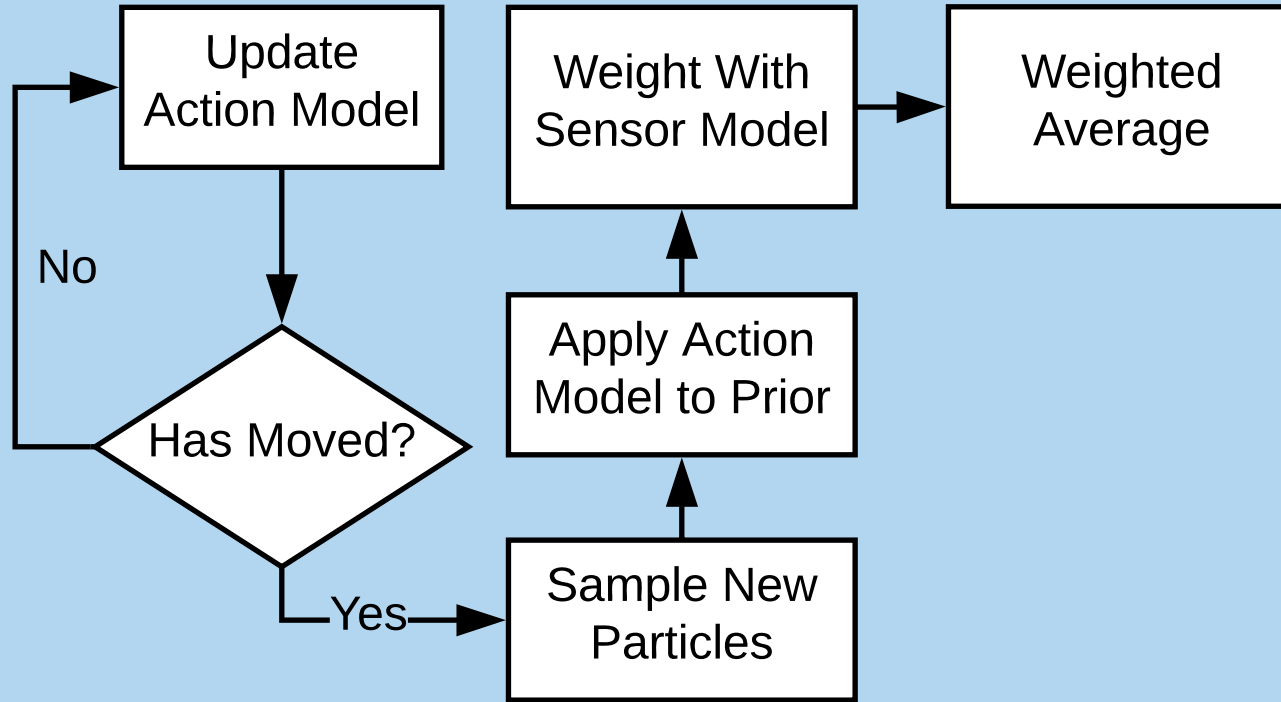 Update
Action Model
No
Has Moved?
Yes
Sample New
Particles
Apply Action
Model to Prior
Weight With
Sensor Model
Weighted
Average